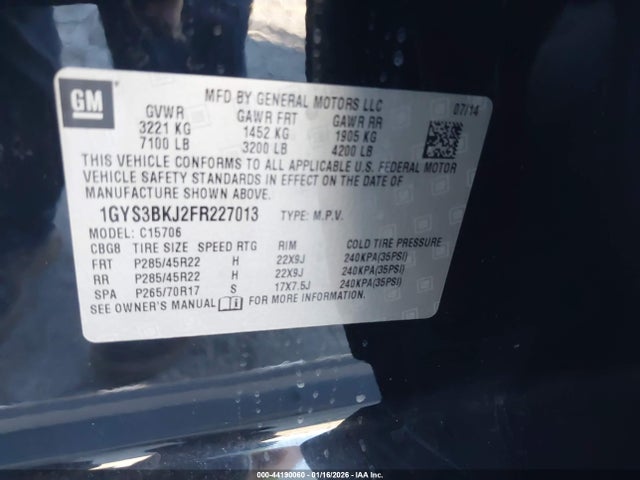 GM
MFD BY GENERAL MOTORS LLC 07/14
GVWR GAWR FRT GAWR RR
3221 KG 1452 KG 1905 KG
7100 LB 3200 LB 4200 LB
THIS VEHICLE CONFORMS TO ALL APPLICABLE U.S. FEDERAL MOTOR
VEHICLE SAFETY STANDARDS IN EFFECT ON THE DATE OF
MANUFACTURE SHOWN ABOVE.
1GYS3BKJ2FR227013 TYPE: M.P.V.
MODEL: C15706
CBGB TIRE SIZE SPEED RTG RIM COLD TIRE PRESSURE
FRT P285/45R22 H 22X9J 240KPA(35PSI)
RR P285/45R22 H 22X9J 240KPA(35PSI)
SPA P265/70R17 S 17X7.5J 240KPA(35PSI)
SEE OWNER'S MANUAL FOR MORE INFORMATION.
000-44190060 - 01/16/2026 - © IAA Inc.